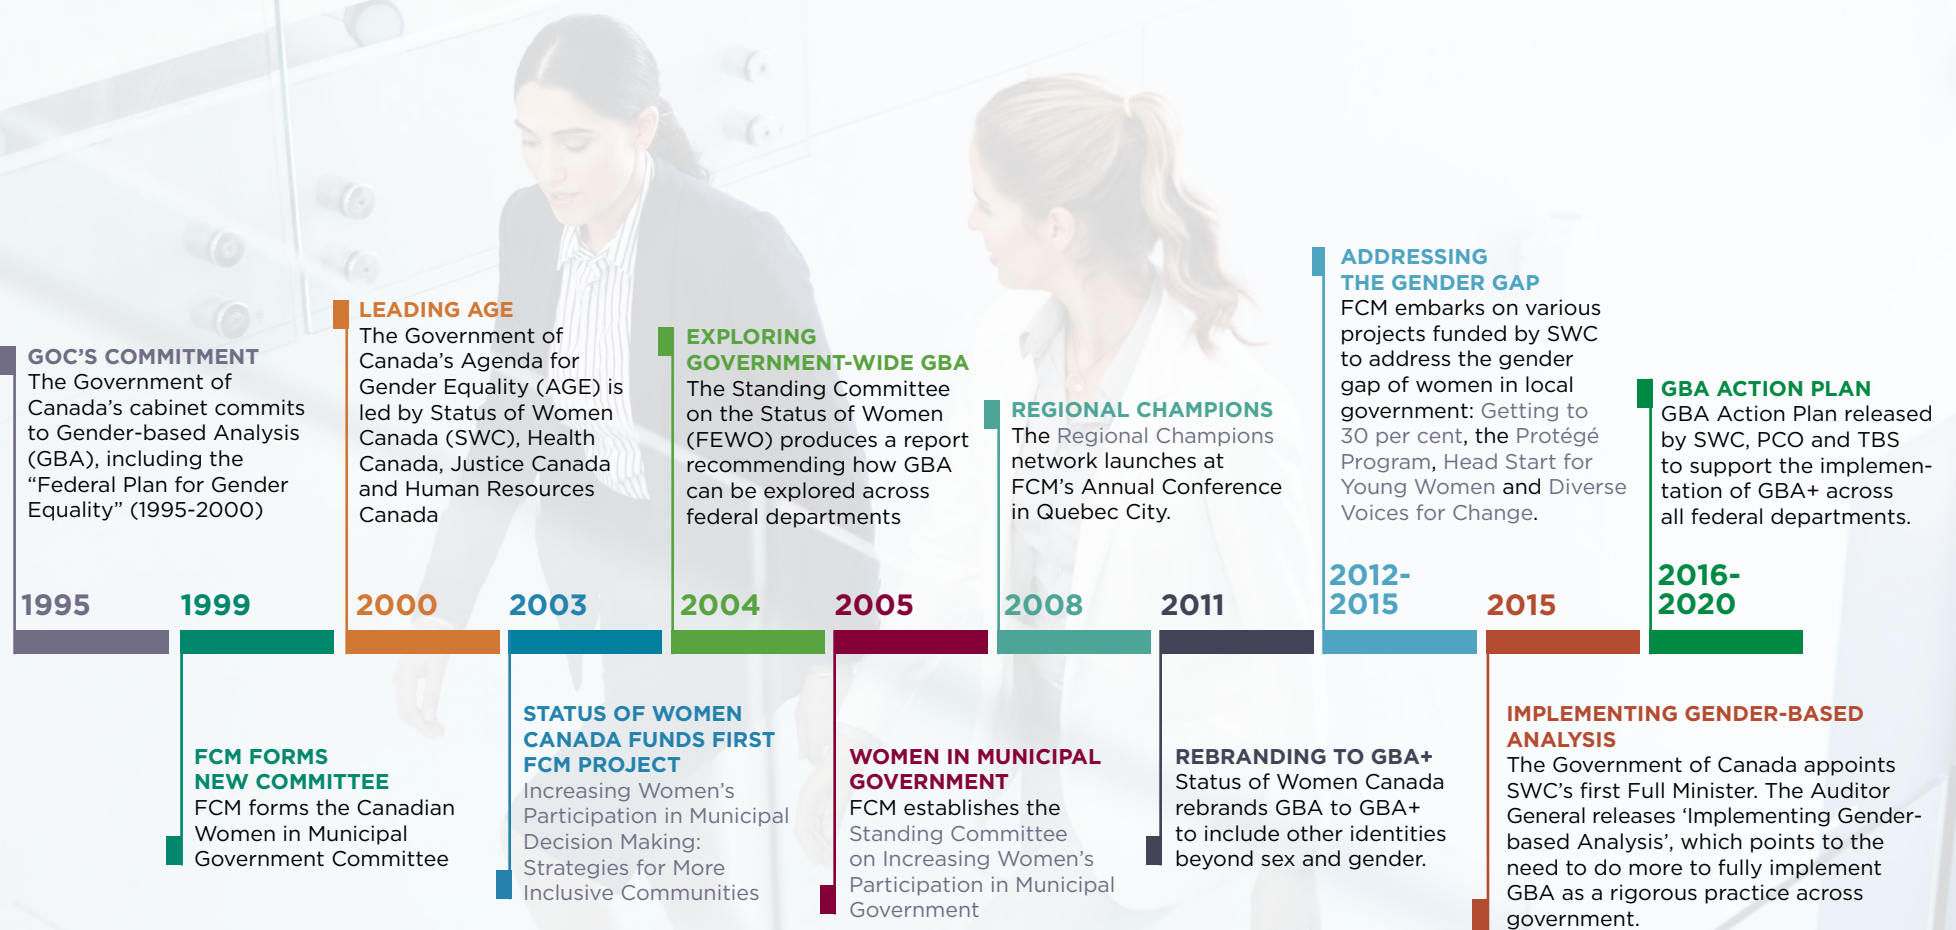 GOC’S COMMITMENT
The Government of
Canada’s cabinet commits
to Gender-based Analysis
(GBA), including the
“Federal Plan for Gender
Equality” (1995-2000)
1995
1999
FCM FORMS
NEW COMMITTEE
FCM forms the Canadian
Women in Municipal
Government Committee
LEADING AGE
The Government of
Canada’s Agenda for
Gender Equality (AGE) is
led by Status of Women
Canada (SWC), Health
Canada, Justice Canada
and Human Resources
Canada
2000
2003
STATUS OF WOMEN
CANADA FUNDS FIRST
FCM PROJECT
Increasing Women’s
Participation in Municipal
Decision Making:
Strategies for More
Inclusive Communities
EXPLORING
GOVERNMENT-WIDE GBA
The Standing Committee
on the Status of Women
(FEWO) produces a report
recommending how GBA
can be explored across
federal departments
2004
2005
WOMEN IN MUNICIPAL
GOVERNMENT
FCM establishes the
Standing Committee
on Increasing Women’s
Participation in Municipal
Government
REGIONAL CHAMPIONS
The Regional Champions
network launches at
FCM’s Annual Conference
in Quebec City.
2008
2011
REBRANDING TO GBA+
Status of Women Canada
rebrands GBA to GBA+
to include other identities
beyond sex and gender.
ADDRESSING
THE GENDER GAP
FCM embarks on various
projects funded by SWC
to address the gender
gap of women in local
government: Getting to
30 per cent, the Protégé
Program, Head Start for
Young Women and Diverse
Voices for Change.
2012-
2015
2015
IMPLEMENTING GENDER-BASED
ANALYSIS
The Government of Canada appoints
SWC’s first Full Minister. The Auditor
General releases ‘Implementing Gender-
based Analysis’, which points to the
need to do more to fully implement
GBA as a rigorous practice across
government.
GBA ACTION PLAN
GBA Action Plan released
by SWC, PCO and TBS
to support the implemen-
tation of GBA+ across
all federal departments.
2016-
2020